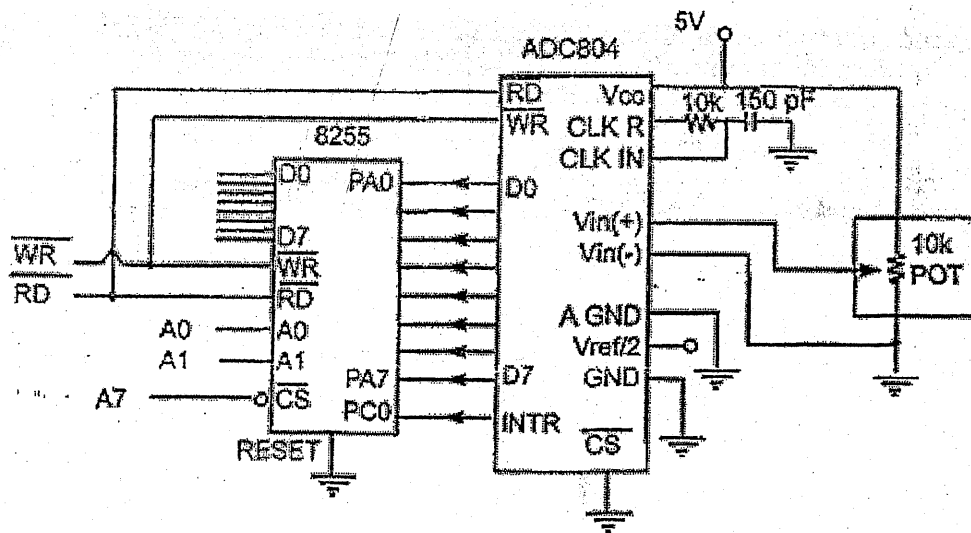 5V
ADC804
RD
Vcc
10k
150 pF
WR
CLK R
8255
CLK IN
D0
PA0
D0
Vin(+)
D7
Vin(-)
10k
POT
WR
WR
RD
RD
A0
A0
A GND
A1
A1
Vref/2
PA7
D7
GND
A7
CS
PC0
INTR
CS
RESET